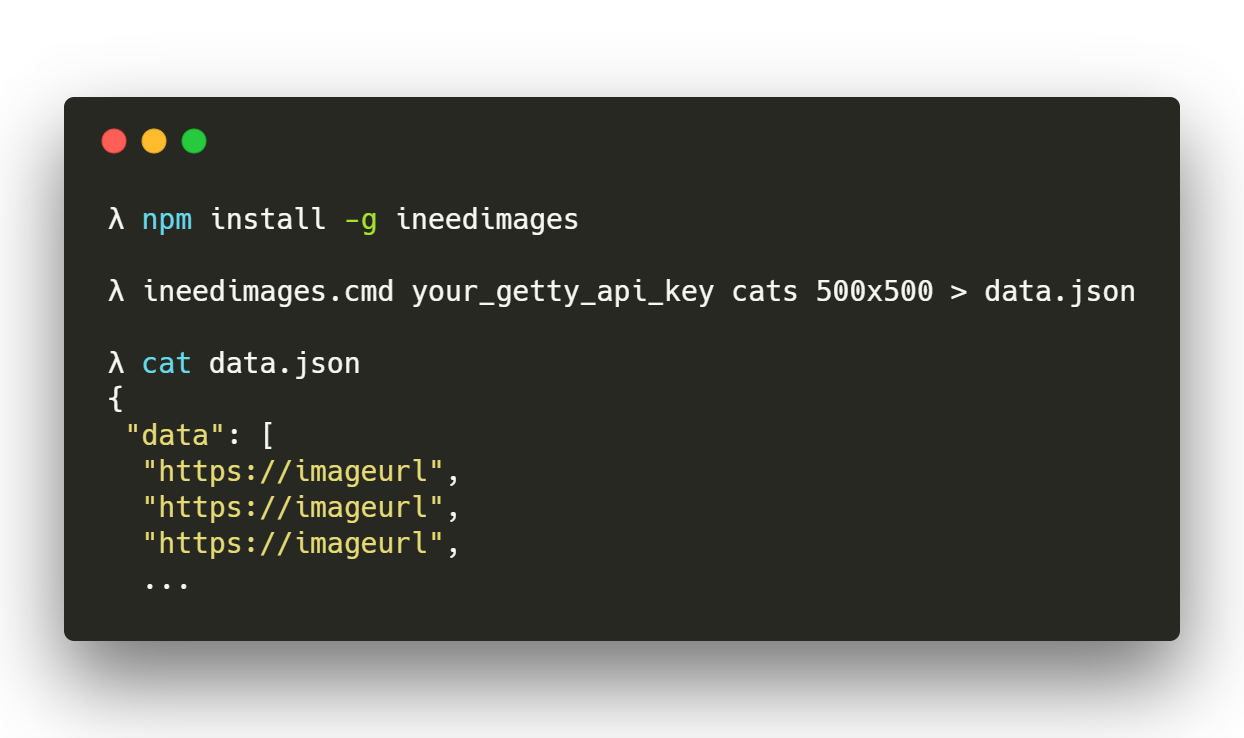 λ npm install -g ineedimages
λ ineedimages.cmd your_getty_api_key cats 500x500 > data.json
λ cat data.json
{
"data": [
"https://imageurl",
"https://imageurl",
"https://imageurl",
...